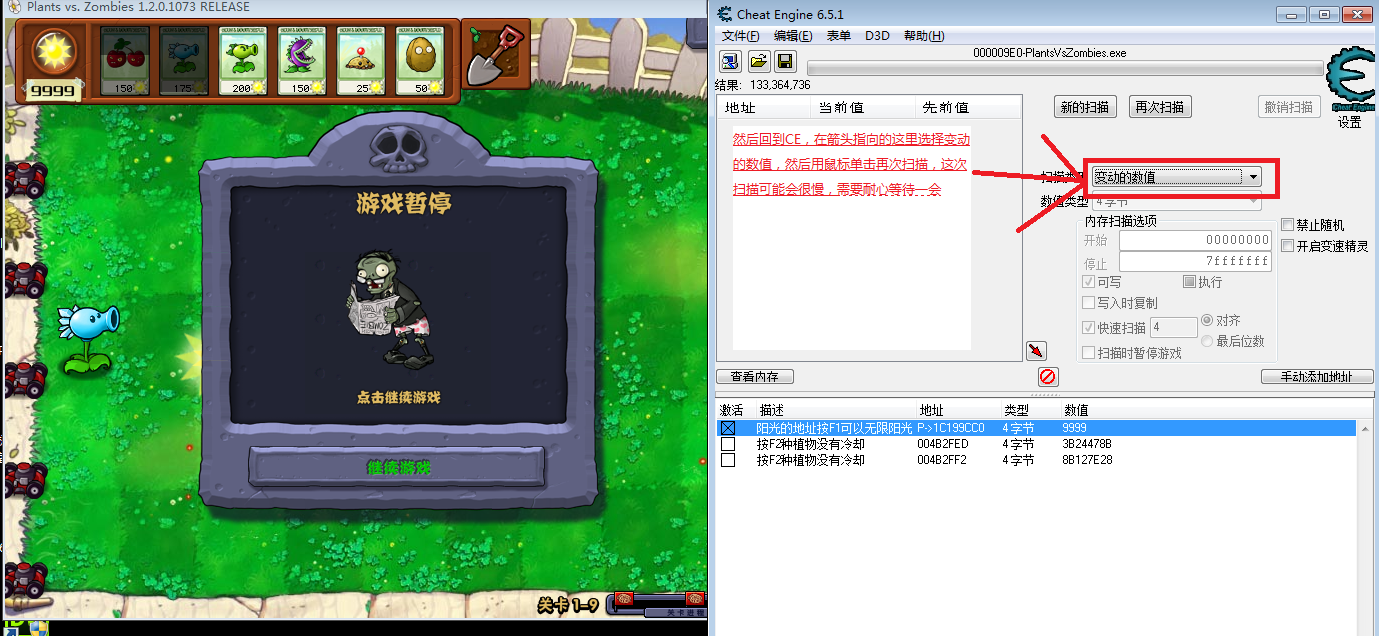 Plants vs. Zombies 1.2.0.1073 RELEASE
9999
150
175
200
150
25
50
游戏暂停
点击继续游戏
继续游戏
关卡 1-9
关卡进程
Cheat Engine 6.5.1
文件(F) 编辑(E) 表单 D3D 帮助(H)
000009E0-PlantsVsZombies.exe
结果: 133,364,736
地址 当前值 先前值
新的扫描 再次扫描 撤销扫描
Cheat Engine
设置
然后回到CE，在箭头指向的这里选择变动
的数值，然后用鼠标单击再次扫描，这次
扫描可能会很慢，需要耐心等待一会
扫描类型 变动的数值
数值类型 4 字节
内存扫描选项
开始 00000000
停止 7fffffff
可写 执行
写入时复制
快速扫描 4 对齐
最后位数
扫描时暂停游戏
禁止随机
开启变速精灵
查看内存 手动添加地址
激活 描述 地址 类型 数值
阳光的地址按F1可以无限阳光 P->1C199CC0 4 字节 9999
按F2种植物没有冷却 004B2FED 4 字节 3B24478B
按F2种植物没有冷却 004B2FF2 4 字节 8B127E28